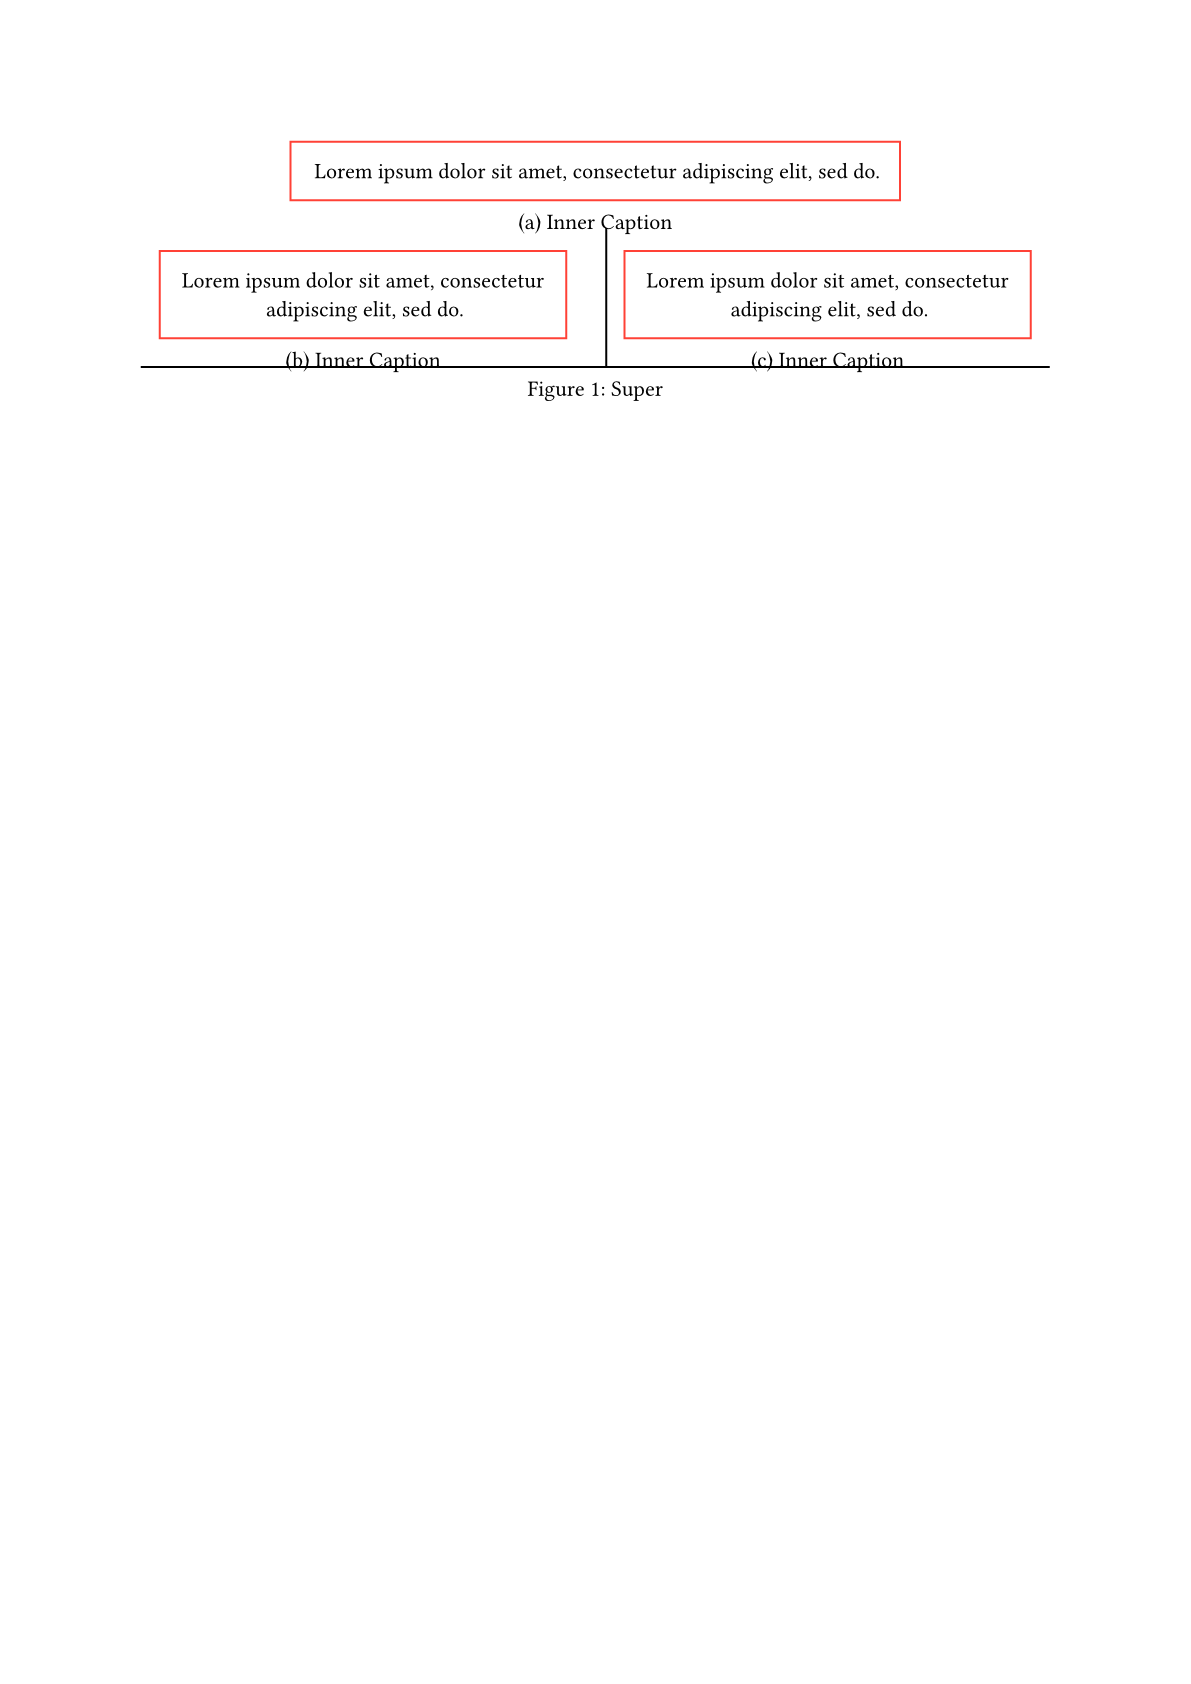 Lorem ipsum dolor sit amet, consectetur adipiscing elit, sed do.
(a) Inner Caption
Lorem ipsum dolor sit amet, consectetur
adipiscing elit, sed do.
(b) Inner Caption
Lorem ipsum dolor sit amet, consectetur
adipiscing elit, sed do.
(c) Inner Caption
Figure 1: Super